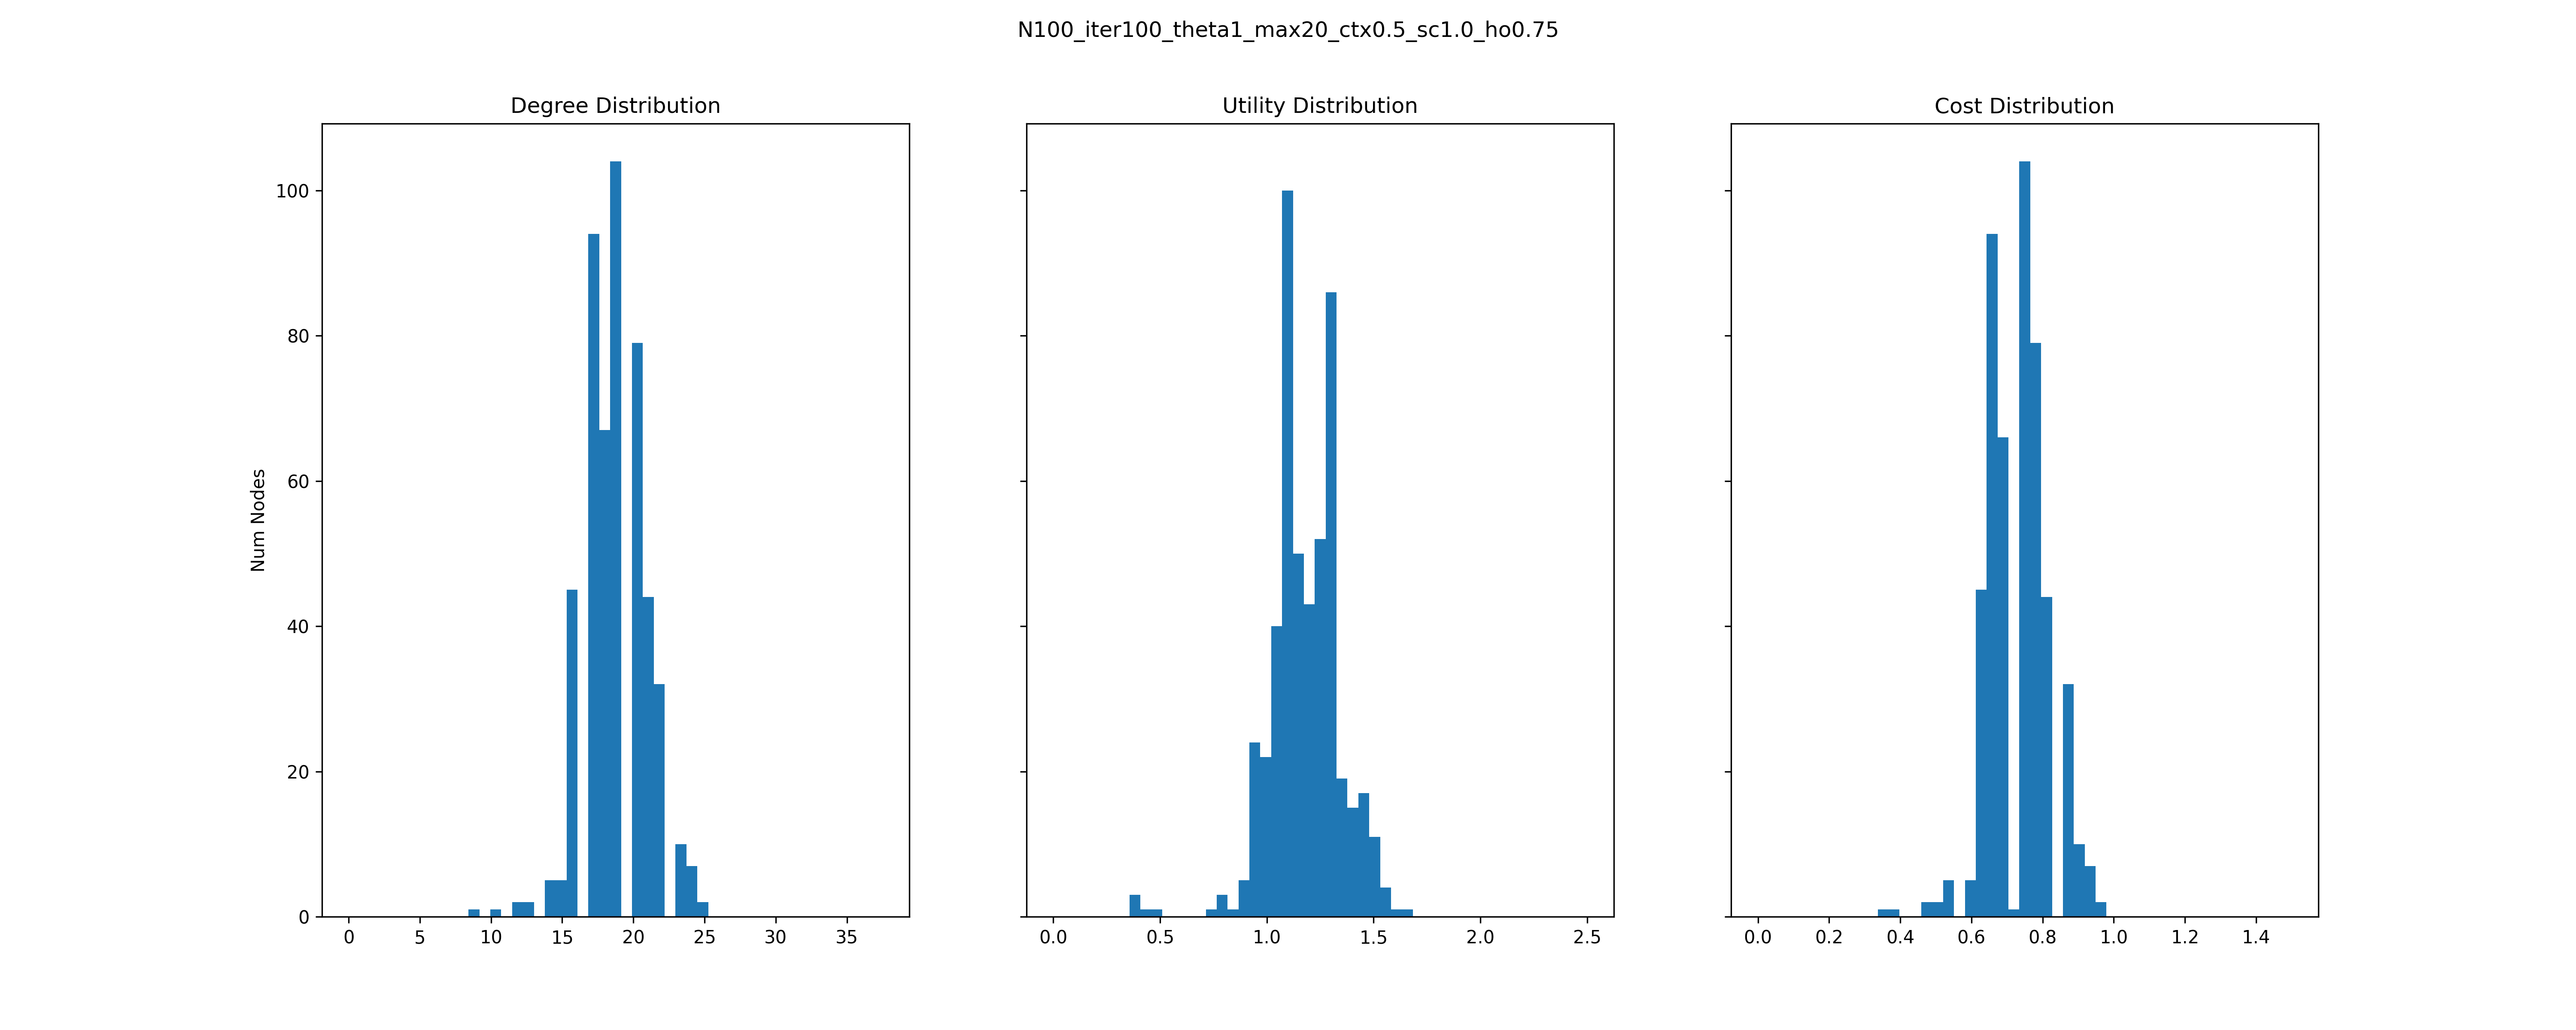 N100_iter100_theta1_max20_ctx0.5_sc1.0_ho0.75
Degree Distribution
Utility Distribution
Cost Distribution
Num Nodes
100
80
60
40
20
0
0 5 10 15 20 25 30 35
0.0 0.5 1.0 1.5 2.0 2.5
0.0 0.2 0.4 0.6 0.8 1.0 1.2 1.4